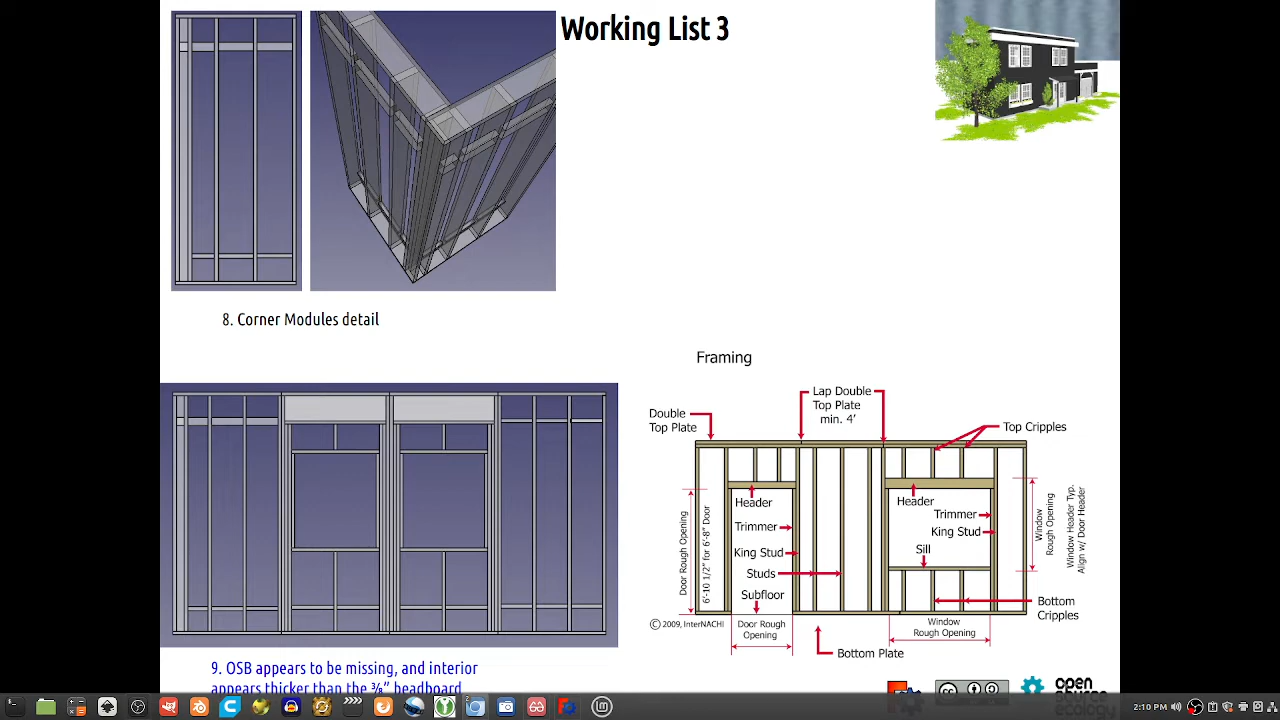 Working List 3
8. Corner Modules detail
Framing
Lap Double
Top Plate
min. 4'
Double
Top Plate
Top Cripples
Header
Header
Trimmer
Trimmer
King Stud
King Stud
Sill
Studs
Subfloor
Door Rough Opening
6'-10 1/2" for 6'-8" Door
Window
Rough Opening
Window Header Typ.
Align w/ Door Header
Bottom
Cripples
© 2009, InterNACHI
Door Rough
Opening
Window
Rough Opening
Bottom Plate
9. OSB appears to be missing, and interior
appears thicker than the ⅜" beadboard
open
source
ecology
2:10 PM